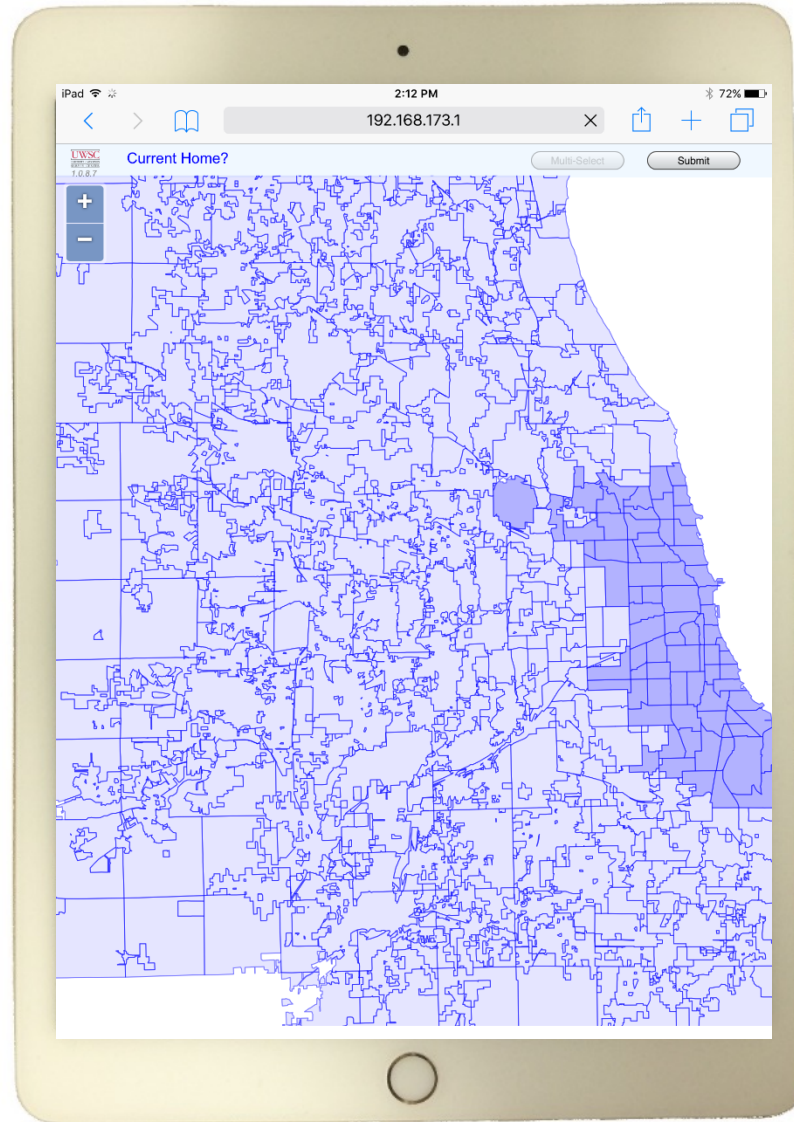 iPad 2:12 PM 72%
192.168.173.1
UWSC
Current Home? Multi-Select Submit
1.0.8.7
+
−